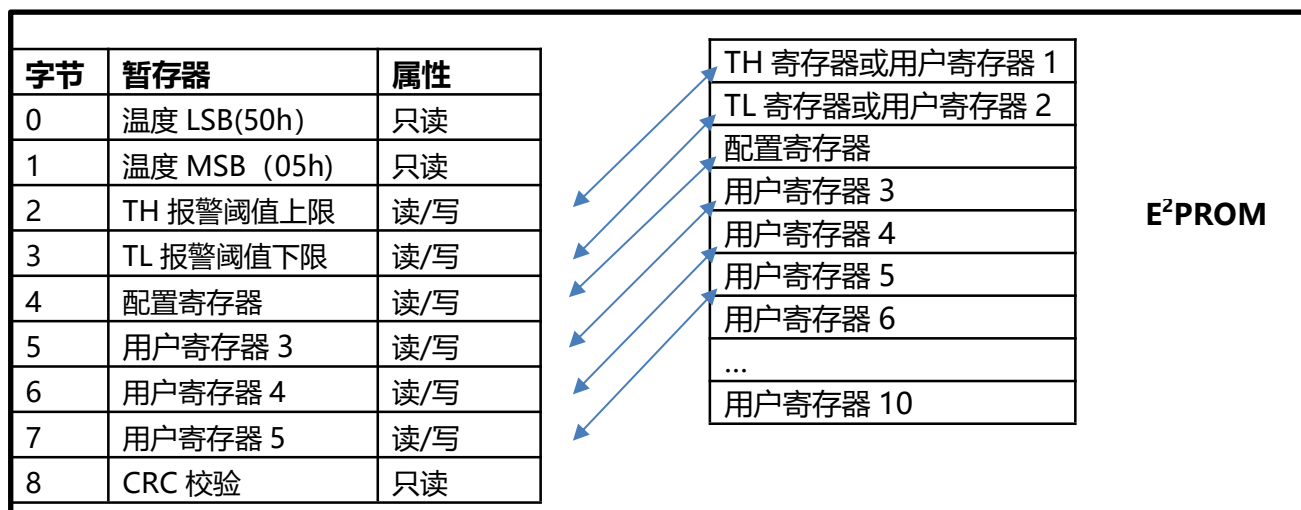 字节 暂存器 属性
0 温度 LSB(50h） 只读
1 温度 MSB（05h) 只读
2 TH 报警阈值上限 读/写
3 TL 报警阈值下限 读/写
4 配置寄存器 读/写
5 用户寄存器 3 读/写
6 用户寄存器 4 读/写
7 用户寄存器 5 读/写
8 CRC 校验 只读
TH 寄存器或用户寄存器 1
TL 寄存器或用户寄存器 2
配置寄存器
用户寄存器 3
用户寄存器 4
用户寄存器 5
用户寄存器 6
...
用户寄存器 10
E²PROM